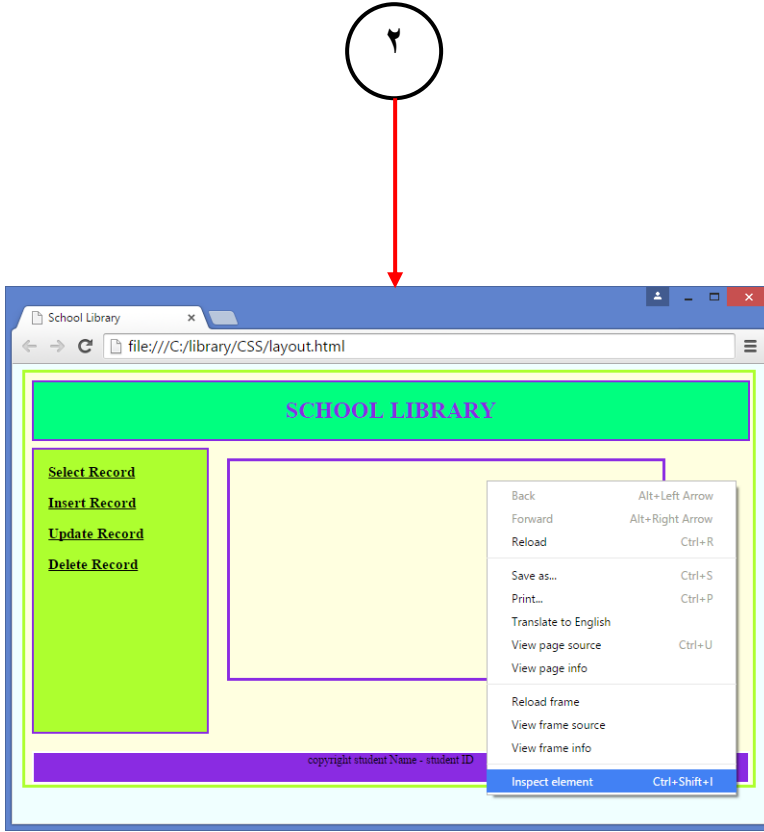 ٢
School Library
file:///C:/library/CSS/layout.html
SCHOOL LIBRARY
Select Record
Insert Record
Update Record
Delete Record
Back Alt+Left Arrow
Forward Alt+Right Arrow
Reload Ctrl+R
Save as... Ctrl+S
Print... Ctrl+P
Translate to English
View page source Ctrl+U
View page info
Reload frame
View frame source
View frame info
Inspect element Ctrl+Shift+I
copyright student Name - student ID